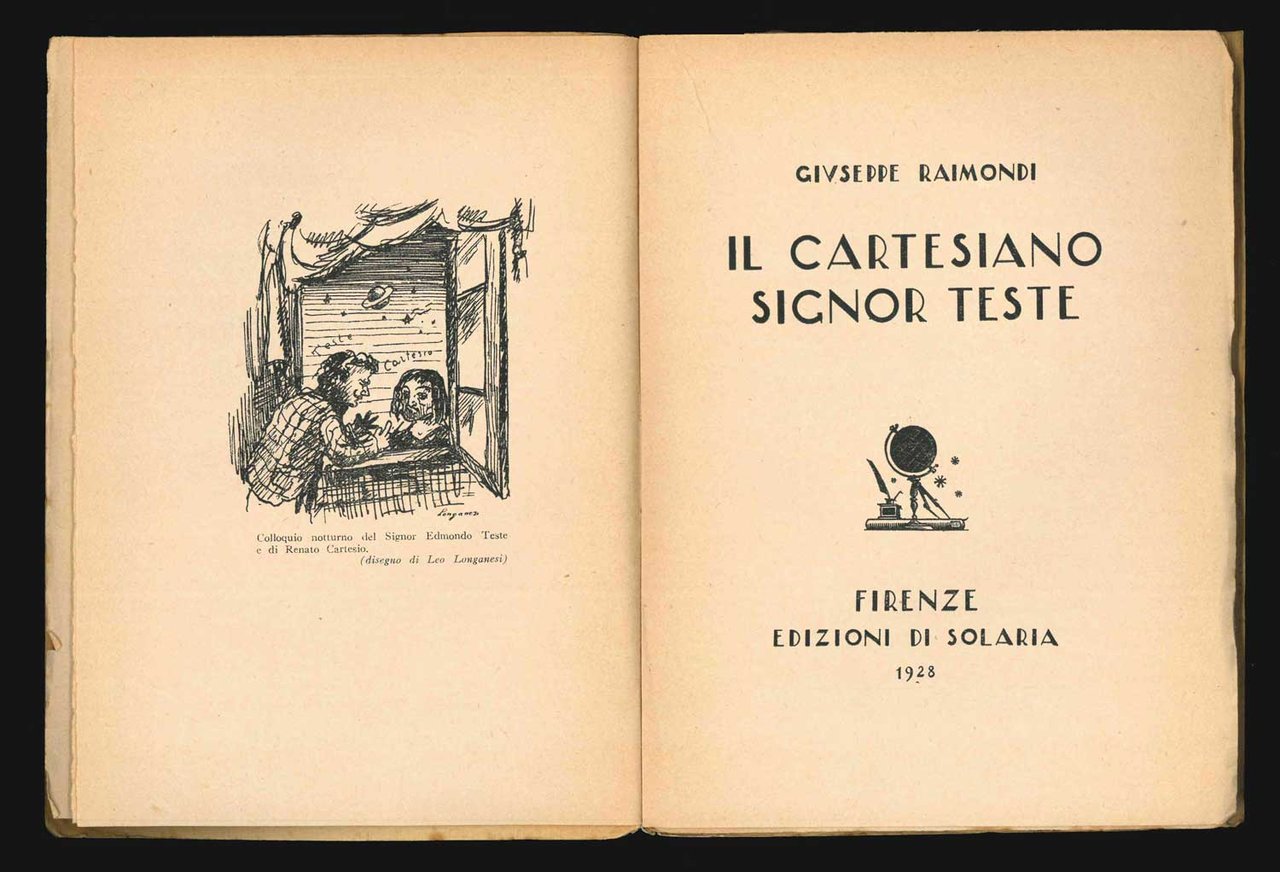 Teste
Cartesio
Longanesi
Colloquio notturno del Signor Edmondo Teste
e di Renato Cartesio.
(disegno di Leo Longanesi)
GIVSEPPE RAIMONDI
IL CARTESIANO
SIGNOR TESTE
FIRENZE
EDIZIONI DI SOLARIA
1928